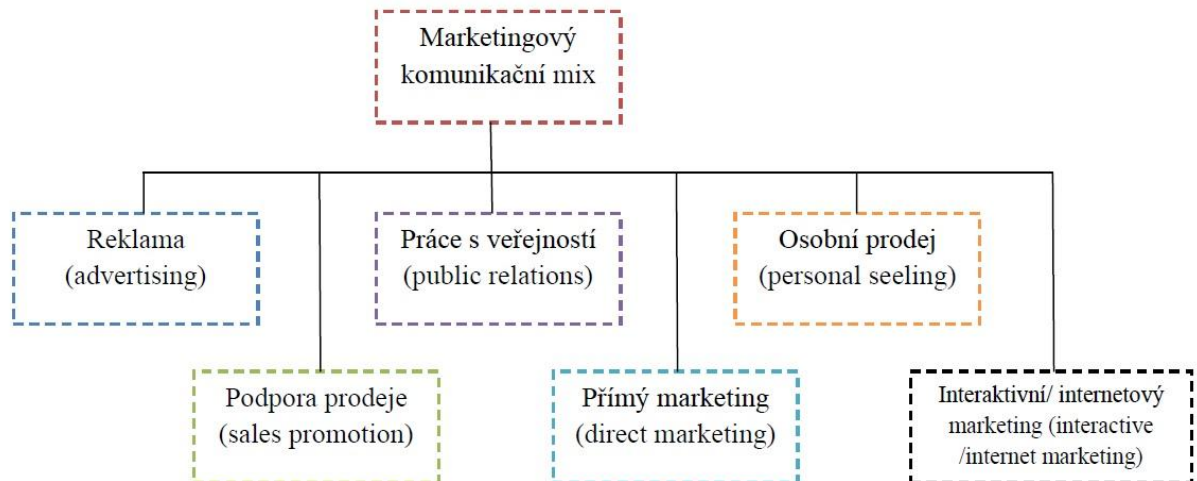 Marketingový
komunikační mix
Reklama
(advertising)
Práce s veřejností
(public relations)
Osobní prodej
(personal seeling)
Podpora prodeje
(sales promotion)
Přímý marketing
(direct marketing)
Interaktivní/ internetový
marketing (interactive
/internet marketing)